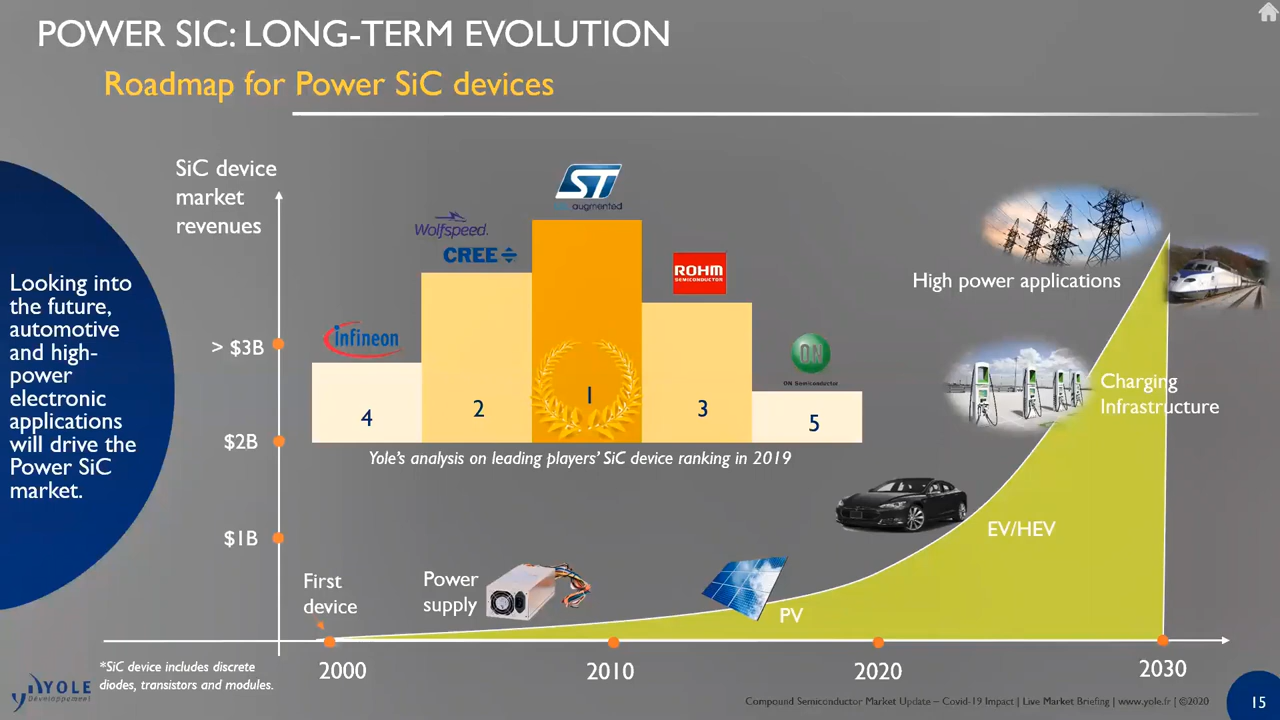 POWER SIC: LONG-TERM EVOLUTION
Roadmap for Power SiC devices
Looking into
the future,
automotive
and high-
power
electronic
applications
will drive the
Power SiC
market.
SiC device
market
revenues
> $3B
$2B
$1B
ST
augmented
Wolfspeed.
CREE
ROHM
SEMICONDUCTOR
infineon
ON
ON Semiconductor
4
2
1
3
5
Yole's analysis on leading players' SiC device ranking in 2019
High power applications
Charging
Infrastructure
EV/HEV
PV
Power
supply
First
device
2000
2010
2020
2030
*SiC device includes discrete
diodes, transistors and modules.
YOLE
Développement
Compound Semiconductor Market Update – Covid-19 Impact | Live Market Briefing | www.yole.fr | ©2020
15